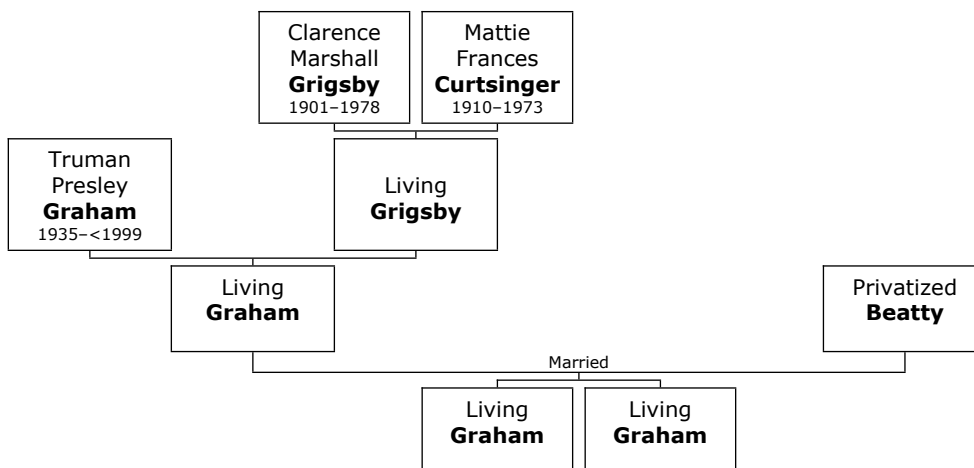 Clarence
Marshall
Grigsby
1901–1978
Mattie
Frances
Curtsinger
1910–1973
Truman
Presley
Graham
1935–<1999
Living
Grigsby
Living
Graham
Privatized
Beatty
Married
Living
Graham
Living
Graham